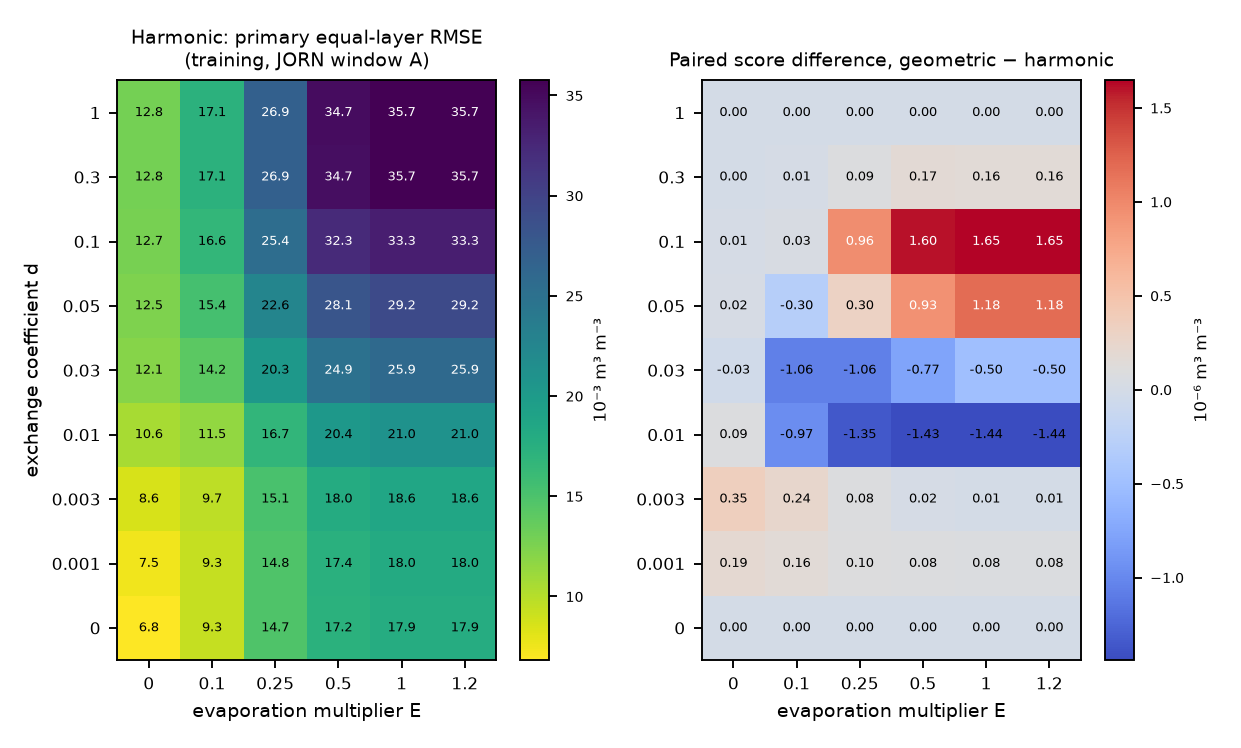 Harmonic: primary equal-layer RMSE
(training, JORN window A)
exchange coefficient d
1 12.8 17.1 26.9 34.7 35.7 35.7
0.3 12.8 17.1 26.9 34.7 35.7 35.7
0.1 12.7 16.6 25.4 32.3 33.3 33.3
0.05 12.5 15.4 22.6 28.1 29.2 29.2
0.03 12.1 14.2 20.3 24.9 25.9 25.9
0.01 10.6 11.5 16.7 20.4 21.0 21.0
0.003 8.6 9.7 15.1 18.0 18.6 18.6
0.001 7.5 9.3 14.8 17.4 18.0 18.0
0 6.8 9.3 14.7 17.2 17.9 17.9
0 0.1 0.25 0.5 1 1.2
evaporation multiplier E
35
30
25
20
15
10
10⁻³ m³ m⁻³
Paired score difference, geometric − harmonic
1 0.00 0.00 0.00 0.00 0.00 0.00
0.3 0.00 0.01 0.09 0.17 0.16 0.16
0.1 0.01 0.03 0.96 1.60 1.65 1.65
0.05 0.02 -0.30 0.30 0.93 1.18 1.18
0.03 -0.03 -1.06 -1.06 -0.77 -0.50 -0.50
0.01 0.09 -0.97 -1.35 -1.43 -1.44 -1.44
0.003 0.35 0.24 0.08 0.02 0.01 0.01
0.001 0.19 0.16 0.10 0.08 0.08 0.08
0 0.00 0.00 0.00 0.00 0.00 0.00
0 0.1 0.25 0.5 1 1.2
evaporation multiplier E
1.5
1.0
0.5
0.0
−0.5
−1.0
10⁻⁶ m³ m⁻³